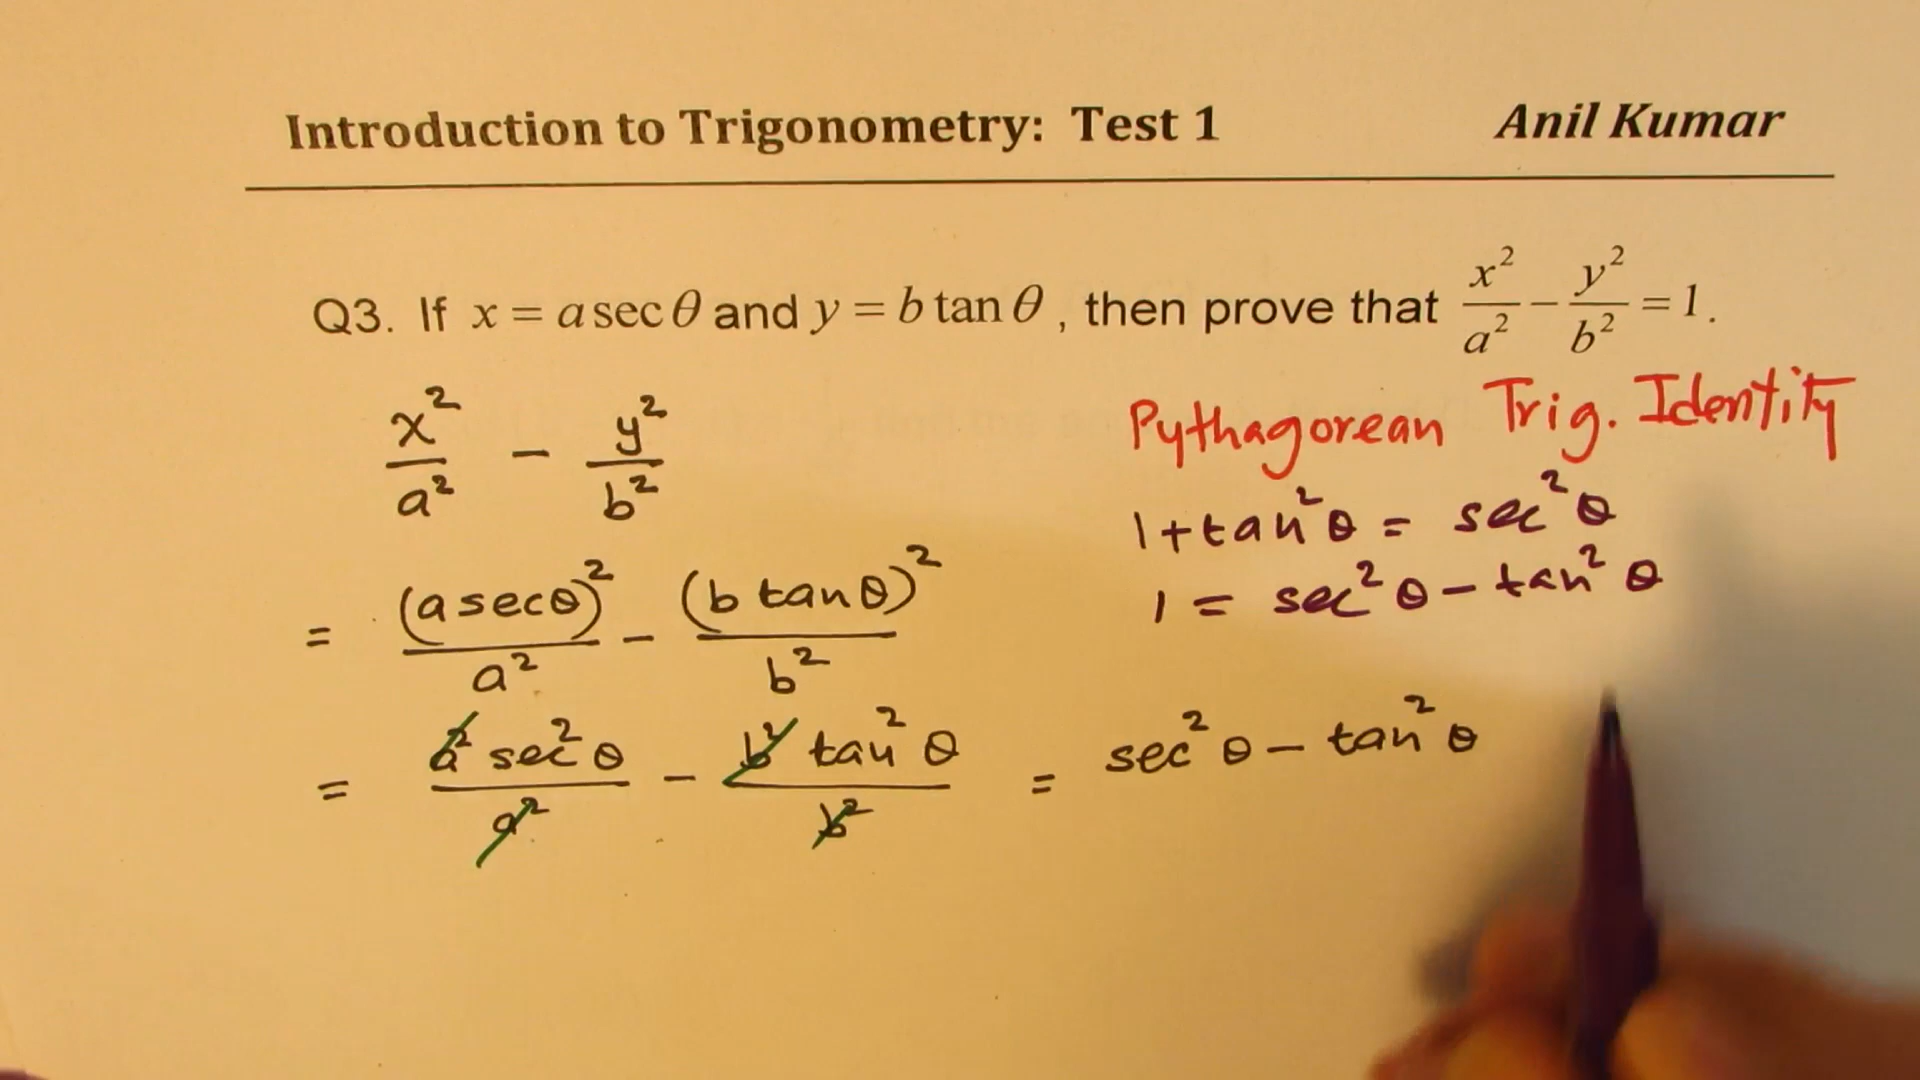 Introduction to Trigonometry: Test 1 Anil Kumar
Q3. If x = a sec θ and y = b tan θ , then prove that x²/a² − y²/b² = 1.
x²/a² − y²/b²
Pythagorean Trig. Identity
1 + tan²θ = sec²θ
1 = sec²θ − tan²θ
= (a secθ)²/a² − (b tanθ)²/b²
= a² sec²θ/a² − b² tan²θ/b² = sec²θ − tan²θ